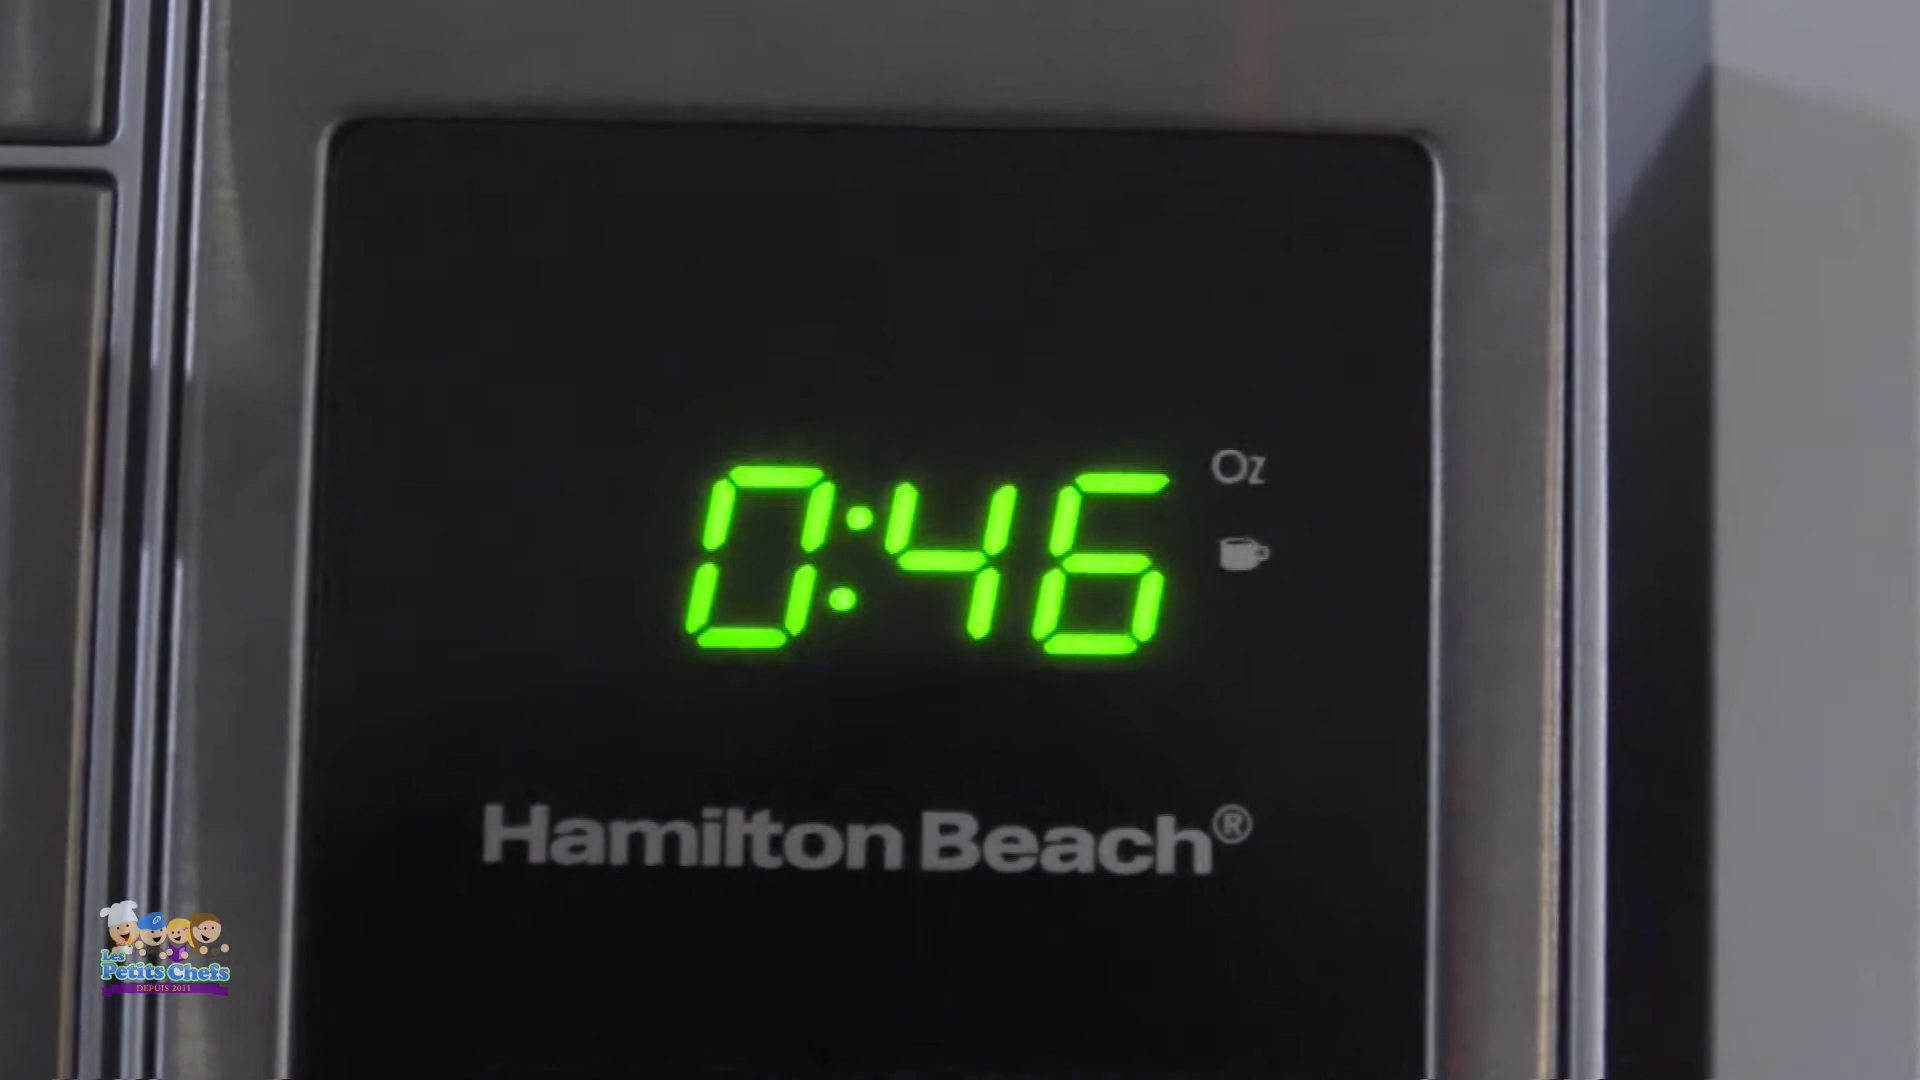 0:46
Oz
Hamilton Beach®
Les
Petits Chefs
DEPUIS 2011